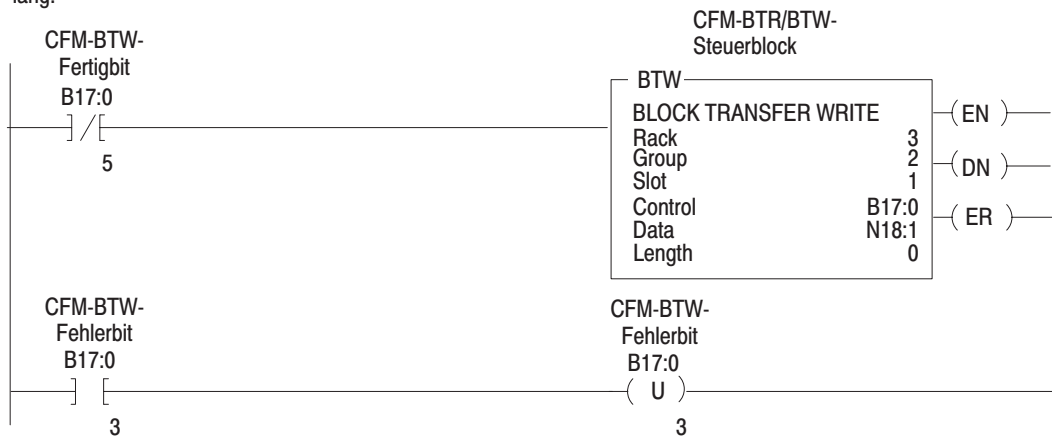 lang.
CFM-BTW-
Fertigbit
B17:0
] / [
5
CFM-BTR/BTW-
Steuerblock
BTW
BLOCK TRANSFER WRITE
Rack 3
Group 2
Slot 1
Control B17:0
Data N18:1
Length 0
( EN )
( DN )
( ER )
CFM-BTW-
Fehlerbit
B17:0
] [
3
CFM-BTW-
Fehlerbit
B17:0
( U )
3